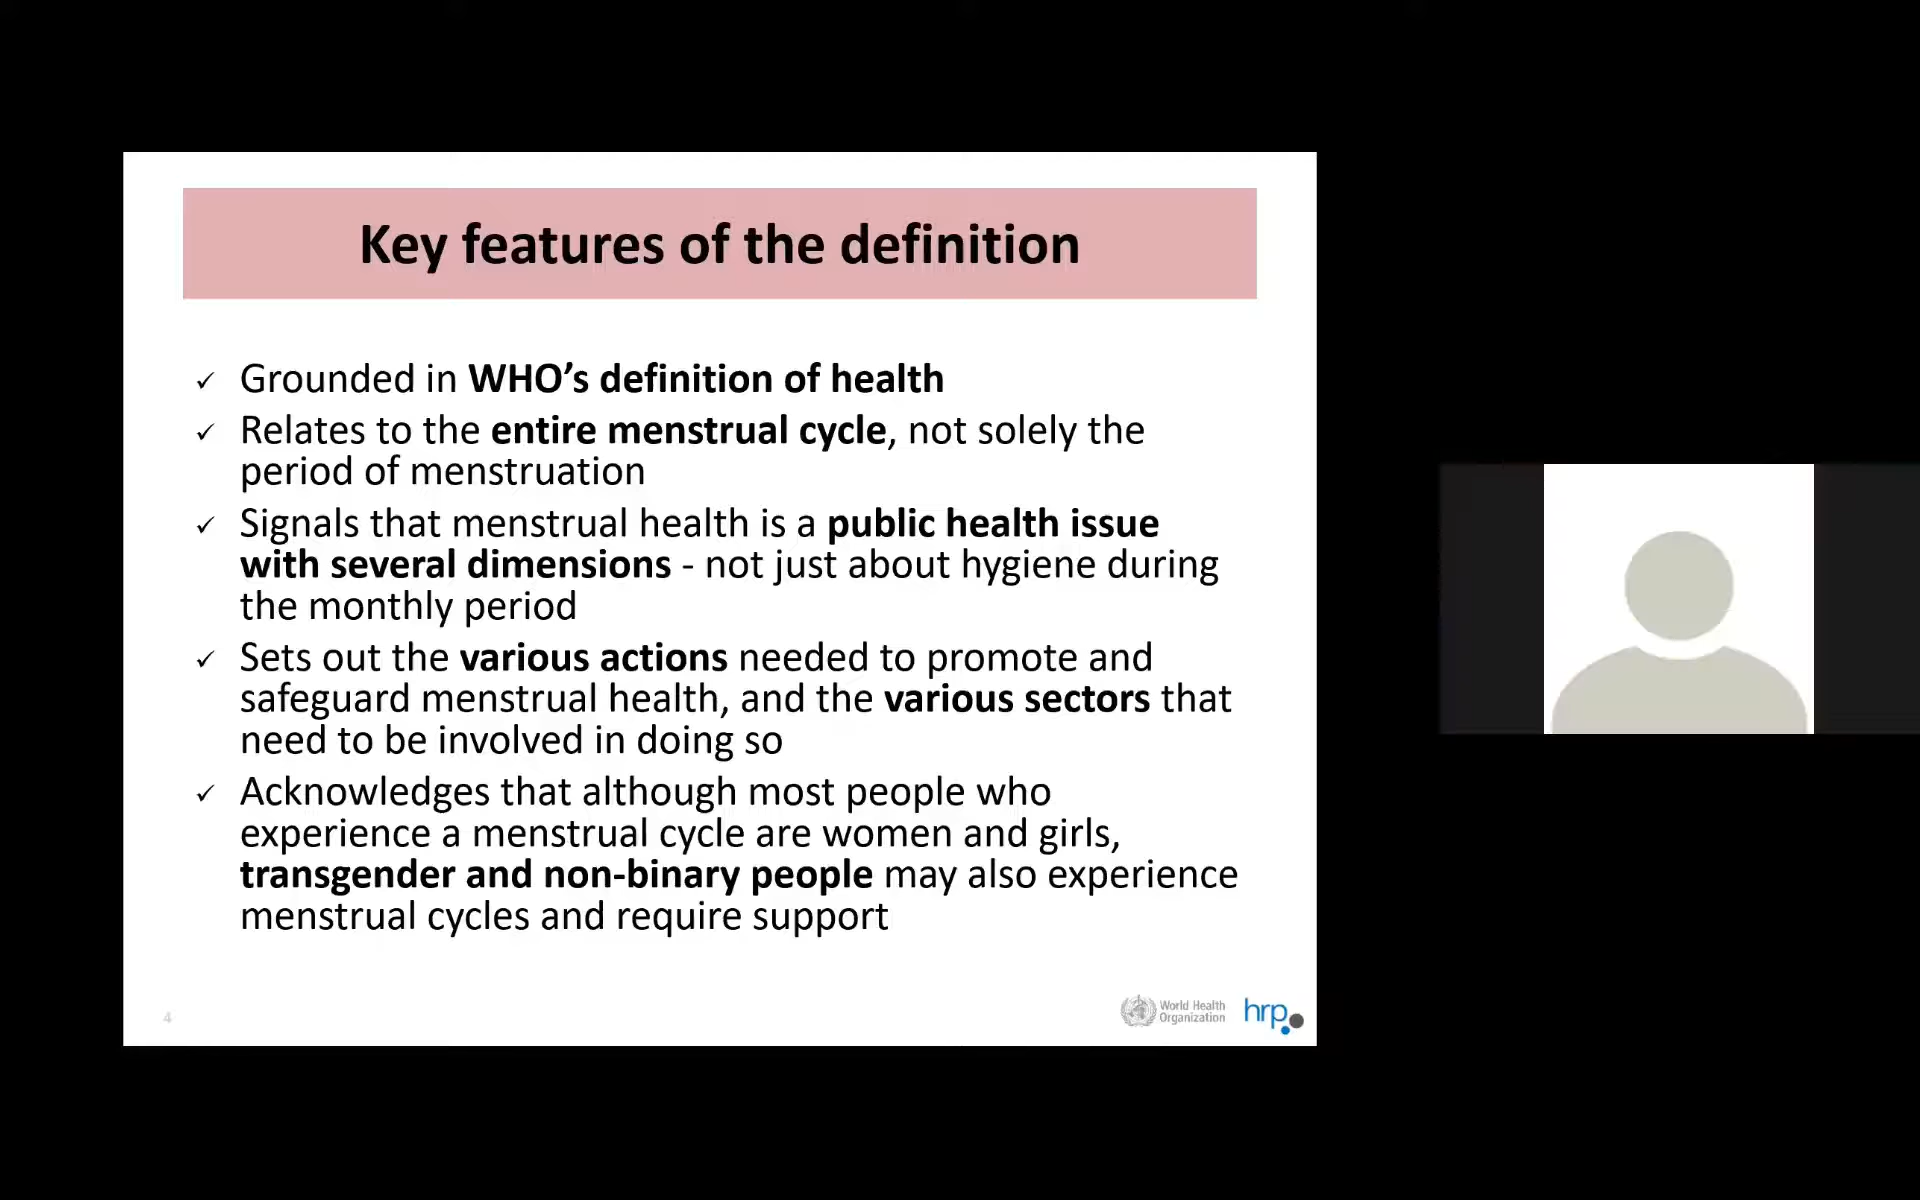 Key features of the definition
✓ Grounded in WHO’s definition of health
✓ Relates to the entire menstrual cycle, not solely the
period of menstruation
✓ Signals that menstrual health is a public health issue
with several dimensions - not just about hygiene during
the monthly period
✓ Sets out the various actions needed to promote and
safeguard menstrual health, and the various sectors that
need to be involved in doing so
✓ Acknowledges that although most people who
experience a menstrual cycle are women and girls,
transgender and non-binary people may also experience
menstrual cycles and require support
4
World Health
Organization
hrp